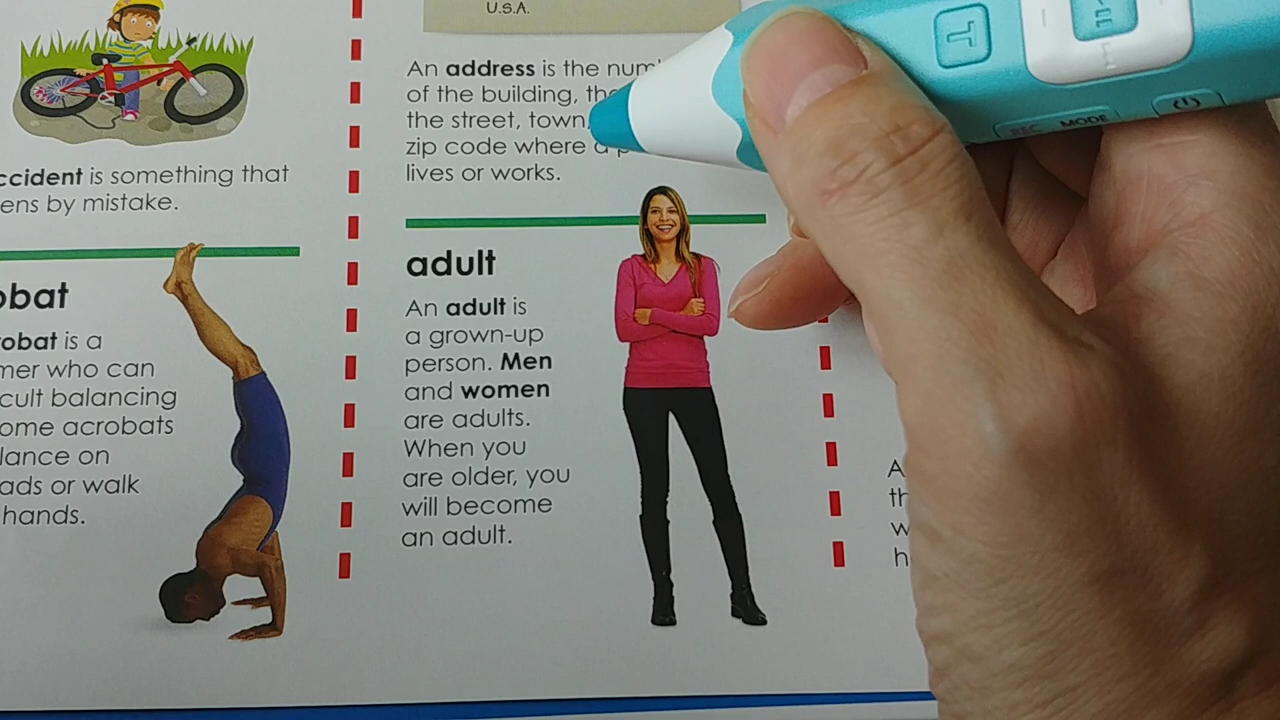 U.S.A.
An address is the num
of the building, the
the street, town,
zip code where a p
lives or works.
adult
An adult is
a grown-up
person. Men
and women
are adults.
When you
are older, you
will become
an adult.
ccident is something that
ens by mistake.
obat
obat is a
mer who can
cult balancing
ome acrobats
lance on
ads or walk
hands.
T
REC MODE